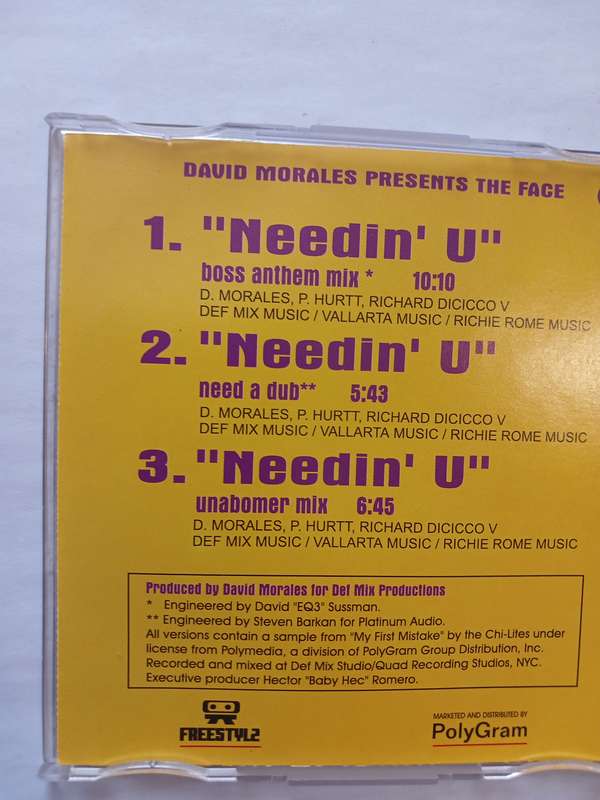 DAVID MORALES PRESENTS THE FACE
1. "Needin' U"
boss anthem mix * 10:10
D. MORALES, P. HURTT, RICHARD DICICCO V
DEF MIX MUSIC / VALLARTA MUSIC / RICHIE ROME MUSIC
2. "Needin' U"
need a dub** 5:43
D. MORALES, P. HURTT, RICHARD DICICCO V
DEF MIX MUSIC / VALLARTA MUSIC / RICHIE ROME MUSIC
3. "Needin' U"
unabomer mix 6:45
D. MORALES, P. HURTT, RICHARD DICICCO V
DEF MIX MUSIC / VALLARTA MUSIC / RICHIE ROME MUSIC
Produced by David Morales for Def Mix Productions
* Engineered by David "EQ3" Sussman.
** Engineered by Steven Barkan for Platinum Audio.
All versions contain a sample from "My First Mistake" by the Chi-Lites under
license from Polymedia, a division of PolyGram Group Distribution, Inc.
Recorded and mixed at Def Mix Studio/Quad Recording Studios, NYC.
Executive producer Hector "Baby Hec" Romero.
FREESTYLZ
MARKETED AND DISTRIBUTED BY
PolyGram